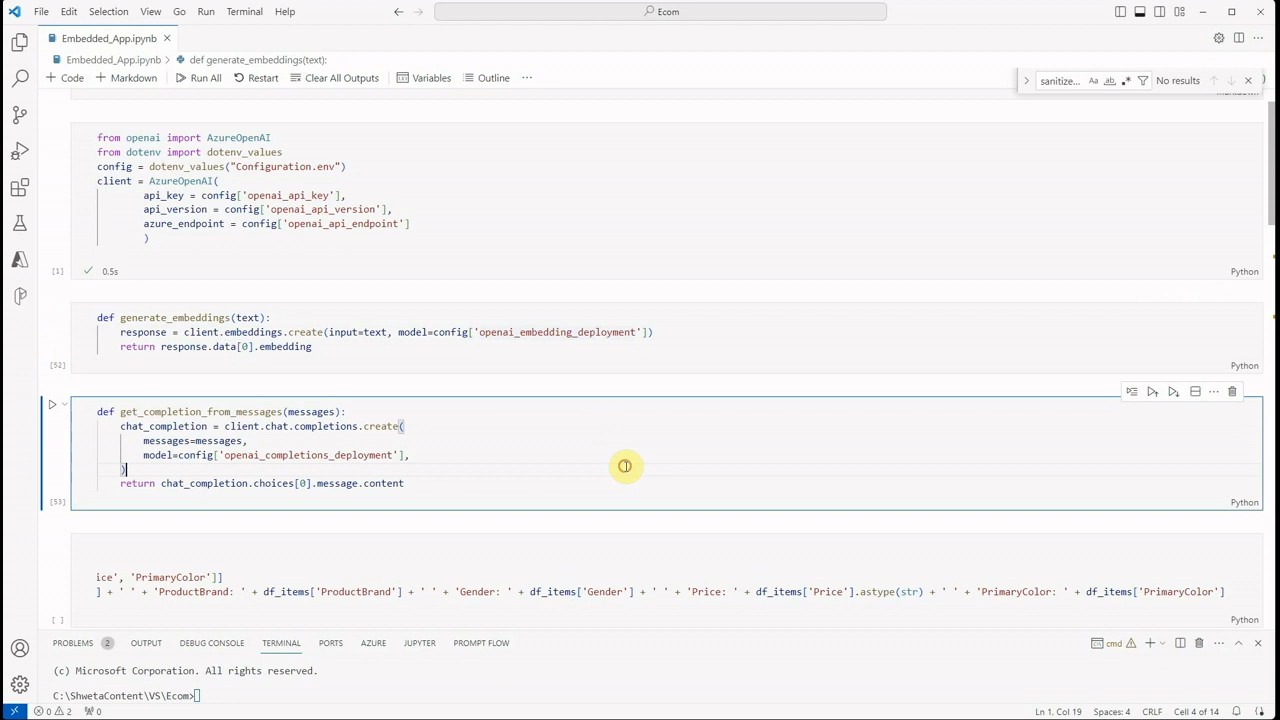 File Edit Selection View Go Run Terminal Help
Ecom
Embedded_App.ipynb
Embedded_App.ipynb > def generate_embeddings(text):
+ Code + Markdown Run All Restart Clear All Outputs Variables Outline ...
sanitize... Aa ab .* No results
from openai import AzureOpenAI
from dotenv import dotenv_values
config = dotenv_values("Configuration.env")
client = AzureOpenAI(
api_key = config['openai_api_key'],
api_version = config['openai_api_version'],
azure_endpoint = config['openai_api_endpoint']
)
[1] 0.5s Python
def generate_embeddings(text):
response = client.embeddings.create(input=text, model=config['openai_embedding_deployment'])
return response.data[0].embedding
[52] Python
def get_completion_from_messages(messages):
chat_completion = client.chat.completions.create(
messages=messages,
model=config['openai_completions_deployment'],
)
return chat_completion.choices[0].message.content
[53] Python
ice', 'PrimaryColor']]
] + ' ' + 'ProductBrand: ' + df_items['ProductBrand'] + ' ' + 'Gender: ' + df_items['Gender'] + ' ' + 'Price: ' + df_items['Price'].astype(str) + ' ' + 'PrimaryColor: ' + df_items['PrimaryColor']
[ ] Python
PROBLEMS 2 OUTPUT DEBUG CONSOLE TERMINAL PORTS AZURE JUPYTER PROMPT FLOW
cmd
(c) Microsoft Corporation. All rights reserved.
C:\ShwetaContent\VS\Ecom>
0 2 0 Ln 1, Col 19 Spaces: 4 CRLF Cell 4 of 14